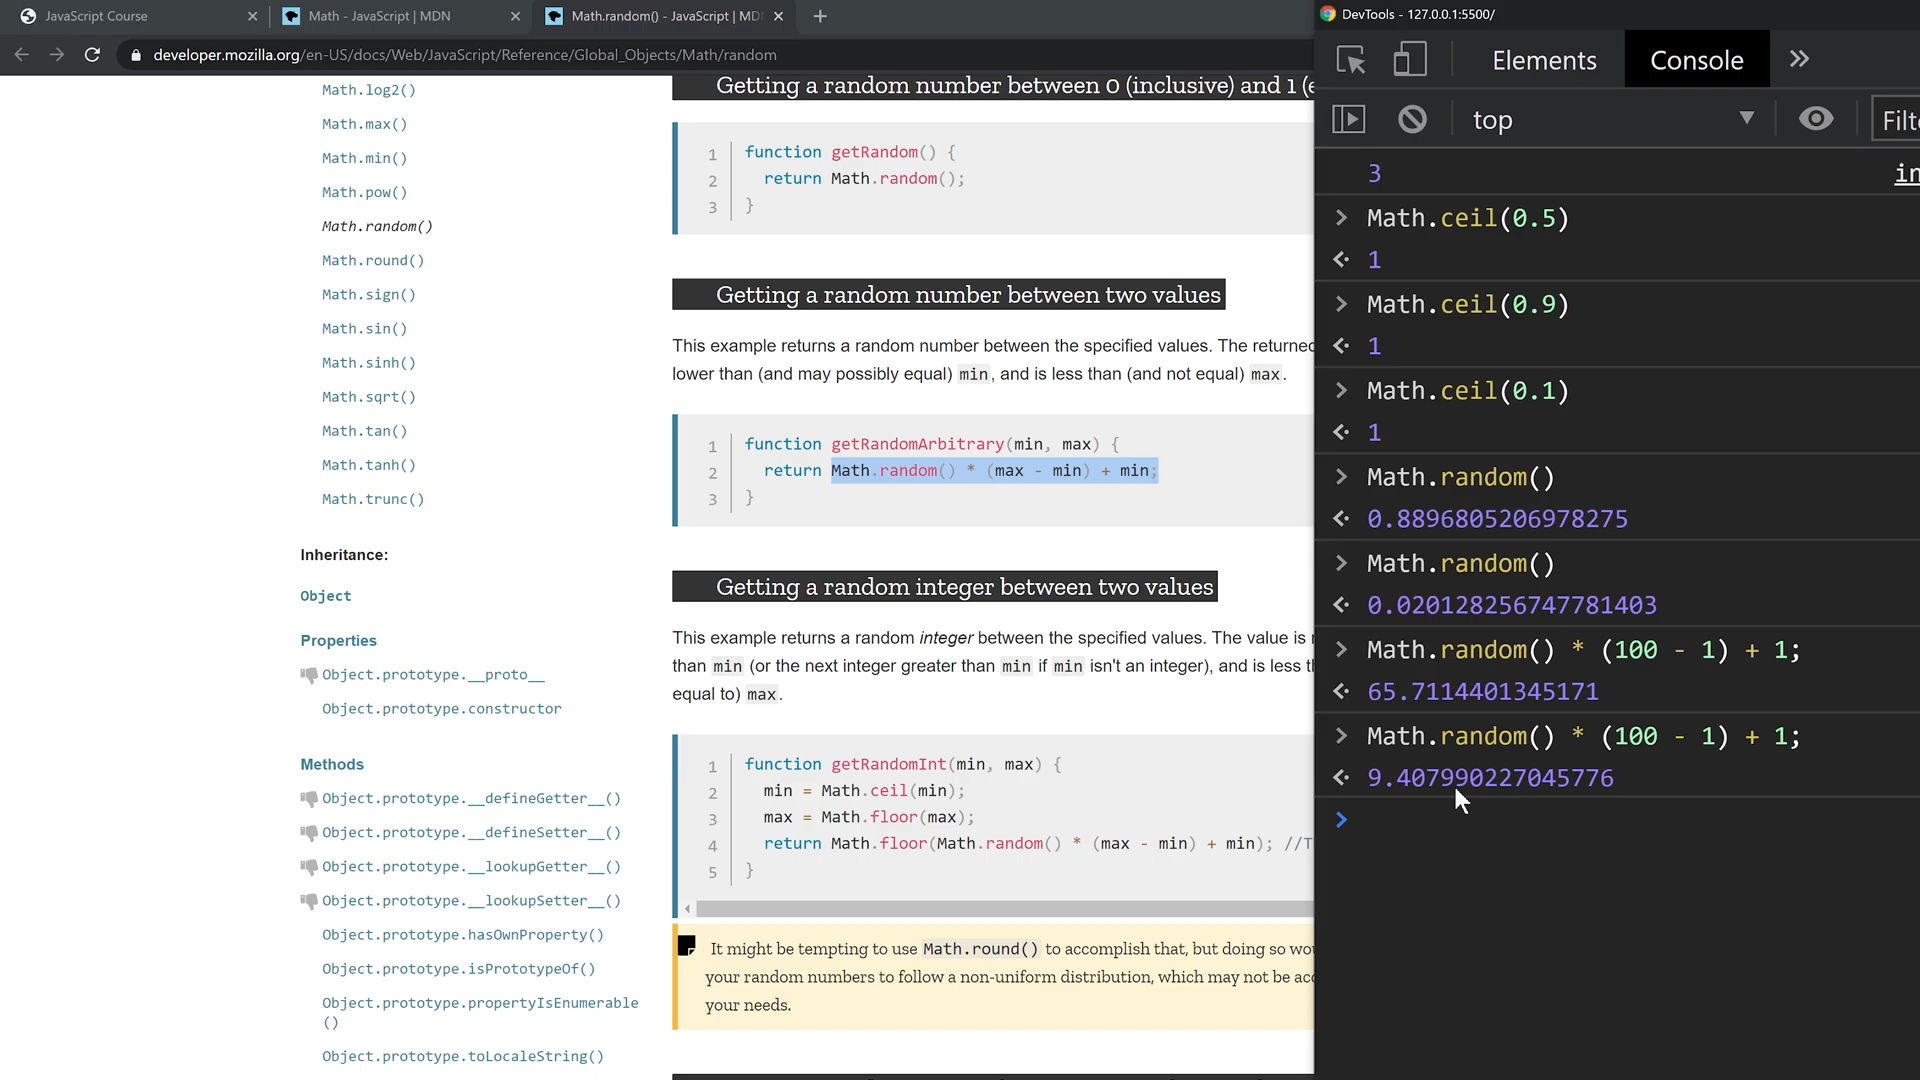 JavaScript Course
Math - JavaScript | MDN
Math.random() - JavaScript | MD
developer.mozilla.org/en-US/docs/Web/JavaScript/Reference/Global_Objects/Math/random
Math.log2()
Math.max()
Math.min()
Math.pow()
Math.random()
Math.round()
Math.sign()
Math.sin()
Math.sinh()
Math.sqrt()
Math.tan()
Math.tanh()
Math.trunc()
Inheritance:
Object
Properties
Object.prototype.__proto__
Object.prototype.constructor
Methods
Object.prototype.__defineGetter__()
Object.prototype.__defineSetter__()
Object.prototype.__lookupGetter__()
Object.prototype.__lookupSetter__()
Object.prototype.hasOwnProperty()
Object.prototype.isPrototypeOf()
Object.prototype.propertyIsEnumerable
()
Object.prototype.toLocaleString()
Getting a random number between 0 (inclusive) and 1 (e
1 function getRandom() {
2 return Math.random();
3 }
Getting a random number between two values
This example returns a random number between the specified values. The returned
lower than (and may possibly equal) min, and is less than (and not equal) max.
1 function getRandomArbitrary(min, max) {
2 return Math.random() * (max - min) + min;
3 }
Getting a random integer between two values
This example returns a random integer between the specified values. The value is
than min (or the next integer greater than min if min isn't an integer), and is less
equal to) max.
1 function getRandomInt(min, max) {
2 min = Math.ceil(min);
3 max = Math.floor(max);
4 return Math.floor(Math.random() * (max - min) + min); //T
5 }
It might be tempting to use Math.round() to accomplish that, but doing so wou
your random numbers to follow a non-uniform distribution, which may not be acc
your needs.
DevTools - 127.0.0.1:5500/
Elements
Console
»
top
Filt
3 in
> Math.ceil(0.5)
1
> Math.ceil(0.9)
1
> Math.ceil(0.1)
1
> Math.random()
0.8896805206978275
> Math.random()
0.020128256747781403
> Math.random() * (100 - 1) + 1;
65.7114401345171
> Math.random() * (100 - 1) + 1;
9.407990227045776
>